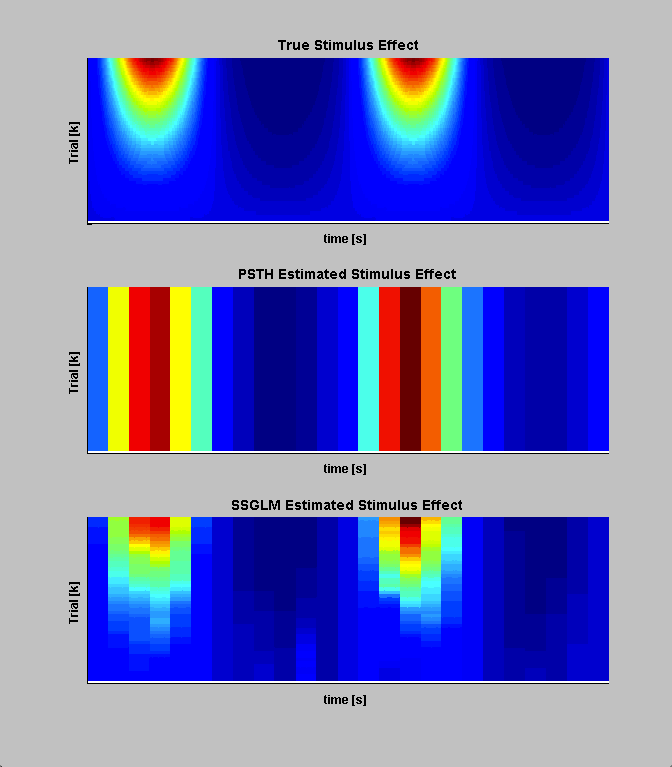 True Stimulus Effect
Trial [k]
time [s]
PSTH Estimated Stimulus Effect
Trial [k]
time [s]
SSGLM Estimated Stimulus Effect
Trial [k]
time [s]